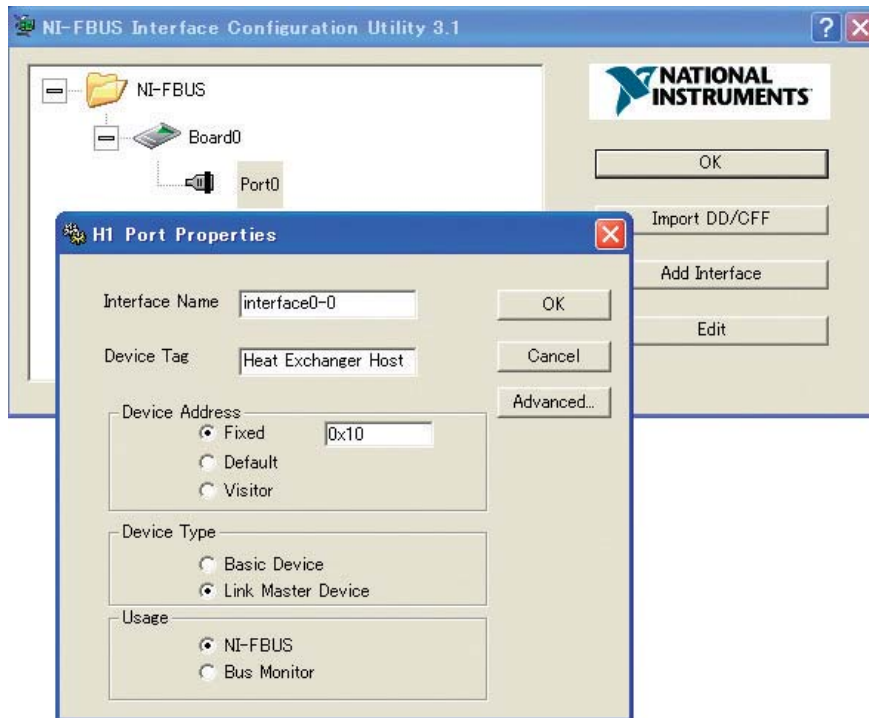 NI-FBUS Interface Configuration Utility 3.1
NI-FBUS
Board0
Port0
NATIONAL
INSTRUMENTS
OK
Import DD/CFF
Add Interface
Edit
H1 Port Properties
Interface Name interface0-0
Device Tag Heat Exchanger Host
OK
Cancel
Advanced...
Device Address
Fixed 0x10
Default
Visitor
Device Type
Basic Device
Link Master Device
Usage
NI-FBUS
Bus Monitor